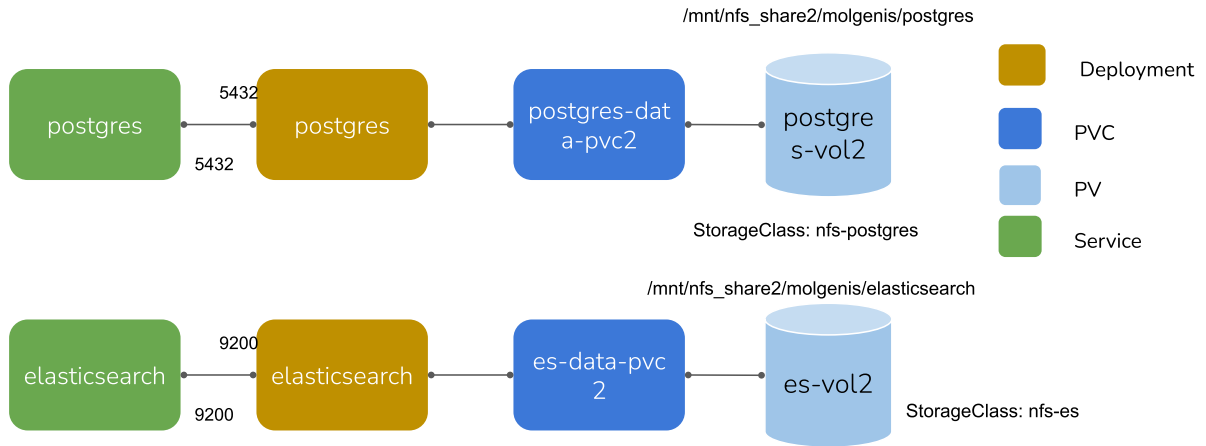 /mnt/nfs_share2/molgenis/postgres
postgres
5432
5432
postgres
postgres-dat
a-pvc2
postgre
s-vol2
StorageClass: nfs-postgres
Deployment
PVC
PV
Service
/mnt/nfs_share2/molgenis/elasticsearch
elasticsearch
9200
9200
elasticsearch
es-data-pvc
2
es-vol2
StorageClass: nfs-es